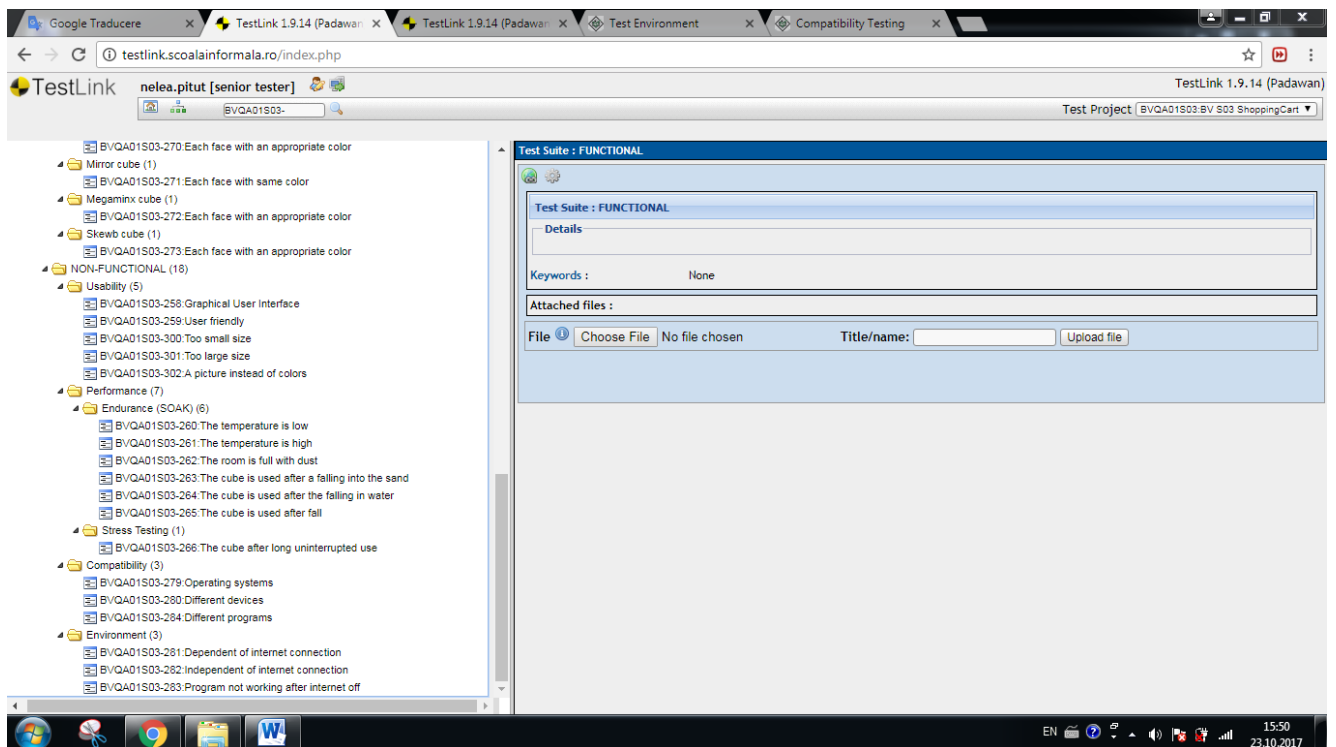 Google Traducere
TestLink 1.9.14 (Padawan
TestLink 1.9.14 (Padawan
Test Environment
Compatibility Testing
testlink.scoalainformala.ro/index.php
TestLink
nelea.pitut [senior tester]
TestLink 1.9.14 (Padawan)
BVQA01S03-
Test Project
BVQA01S03:BV S03 ShoppingCart
BVQA01S03-270:Each face with an appropriate color
Mirror cube (1)
BVQA01S03-271:Each face with same color
Megaminx cube (1)
BVQA01S03-272:Each face with an appropriate color
Skewb cube (1)
BVQA01S03-273:Each face with an appropriate color
NON-FUNCTIONAL (18)
Usability (5)
BVQA01S03-258:Graphical User Interface
BVQA01S03-259:User friendly
BVQA01S03-300:Too small size
BVQA01S03-301:Too large size
BVQA01S03-302:A picture instead of colors
Performance (7)
Endurance (SOAK) (6)
BVQA01S03-260:The temperature is low
BVQA01S03-261:The temperature is high
BVQA01S03-262:The room is full with dust
BVQA01S03-263:The cube is used after a falling into the sand
BVQA01S03-264:The cube is used after the falling in water
BVQA01S03-265:The cube is used after fall
Stress Testing (1)
BVQA01S03-266:The cube after long uninterrupted use
Compatibility (3)
BVQA01S03-279:Operating systems
BVQA01S03-280:Different devices
BVQA01S03-284:Different programs
Environment (3)
BVQA01S03-281:Dependent of internet connection
BVQA01S03-282:Independent of internet connection
BVQA01S03-283:Program not working after internet off
Test Suite : FUNCTIONAL
Test Suite : FUNCTIONAL
Details
Keywords : None
Attached files :
File Choose File No file chosen Title/name: Upload file
EN
15:50
23.10.2017